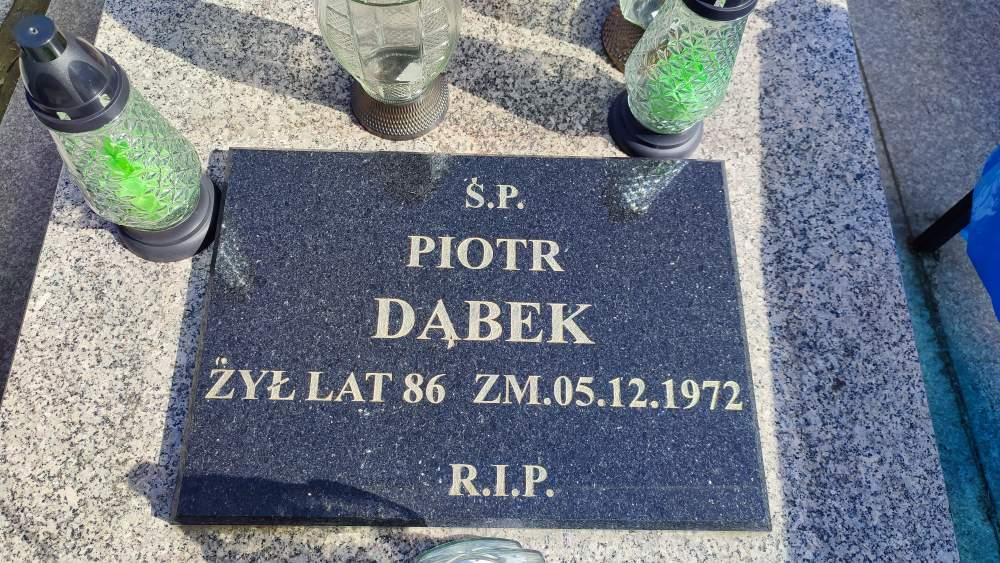 Ś.P.
PIOTR
DĄBEK
ŻYŁ LAT 86 ZM.05.12.1972
R.I.P.